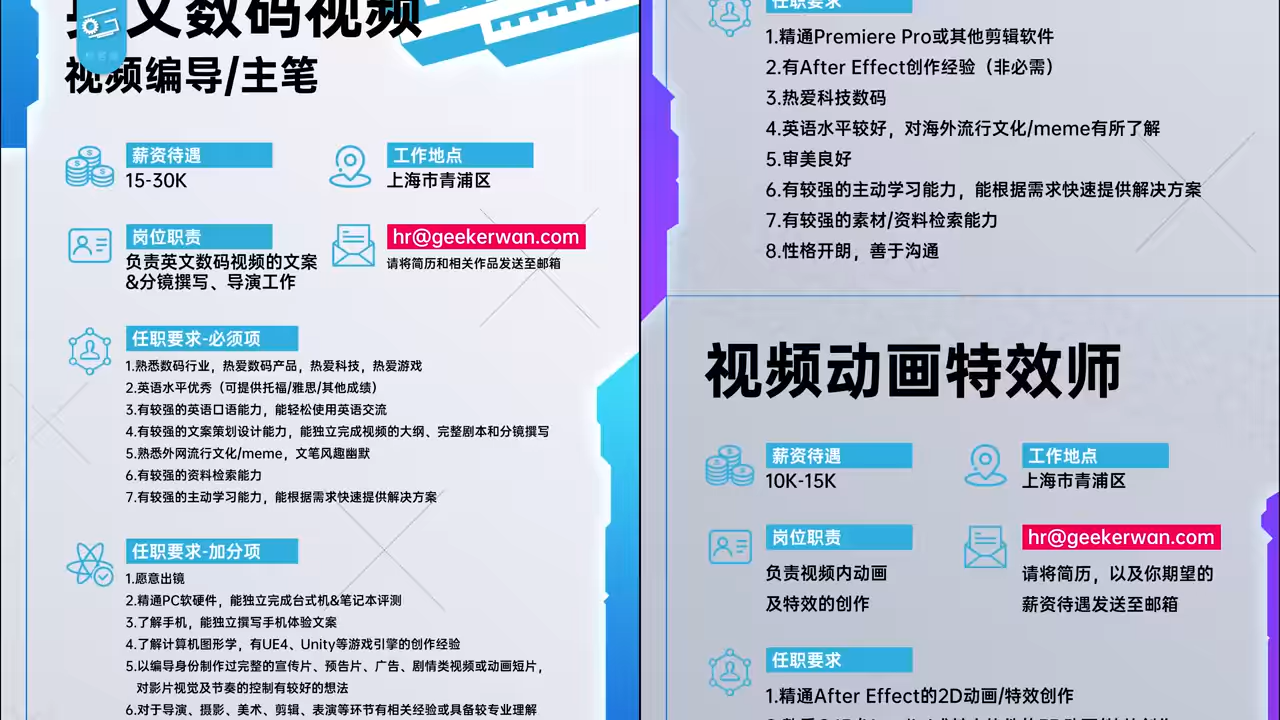 英文数码视频
视频编导/主笔
薪资待遇
15-30K
工作地点
上海市青浦区
岗位职责
负责英文数码视频的文案
&分镜撰写、导演工作
hr@geekerwan.com
请将简历和相关作品发送至邮箱
任职要求-必须项
1.熟悉数码行业，热爱数码产品，热爱科技，热爱游戏
2.英语水平优秀（可提供托福/雅思/其他成绩）
3.有较强的英语口语能力，能轻松使用英语交流
4.有较强的文案策划设计能力，能独立完成视频的大纲、完整剧本和分镜撰写
5.熟悉外网流行文化/meme，文笔风趣幽默
6.有较强的资料检索能力
7.有较强的主动学习能力，能根据需求快速提供解决方案
任职要求-加分项
1.愿意出镜
2.精通PC软硬件，能独立完成台式机&笔记本评测
3.了解手机，能独立撰写手机体验文案
4.了解计算机图形学，有UE4、Unity等游戏引擎的创作经验
5.以编导身份制作过完整的宣传片、预告片、广告、剧情类视频或动画短片，
对影片视觉及节奏的控制有较好的想法
6.对于导演、摄影、美术、剪辑、表演等环节有相关经验或具备较专业理解
任职要求
1.精通Premiere Pro或其他剪辑软件
2.有After Effect创作经验（非必需）
3.热爱科技数码
4.英语水平较好，对海外流行文化/meme有所了解
5.审美良好
6.有较强的主动学习能力，能根据需求快速提供解决方案
7.有较强的素材/资料检索能力
8.性格开朗，善于沟通
视频动画特效师
薪资待遇
10K-15K
工作地点
上海市青浦区
岗位职责
负责视频内动画
及特效的创作
hr@geekerwan.com
请将简历，以及你期望的
薪资待遇发送至邮箱
任职要求
1.精通After Effect的2D动画/特效创作